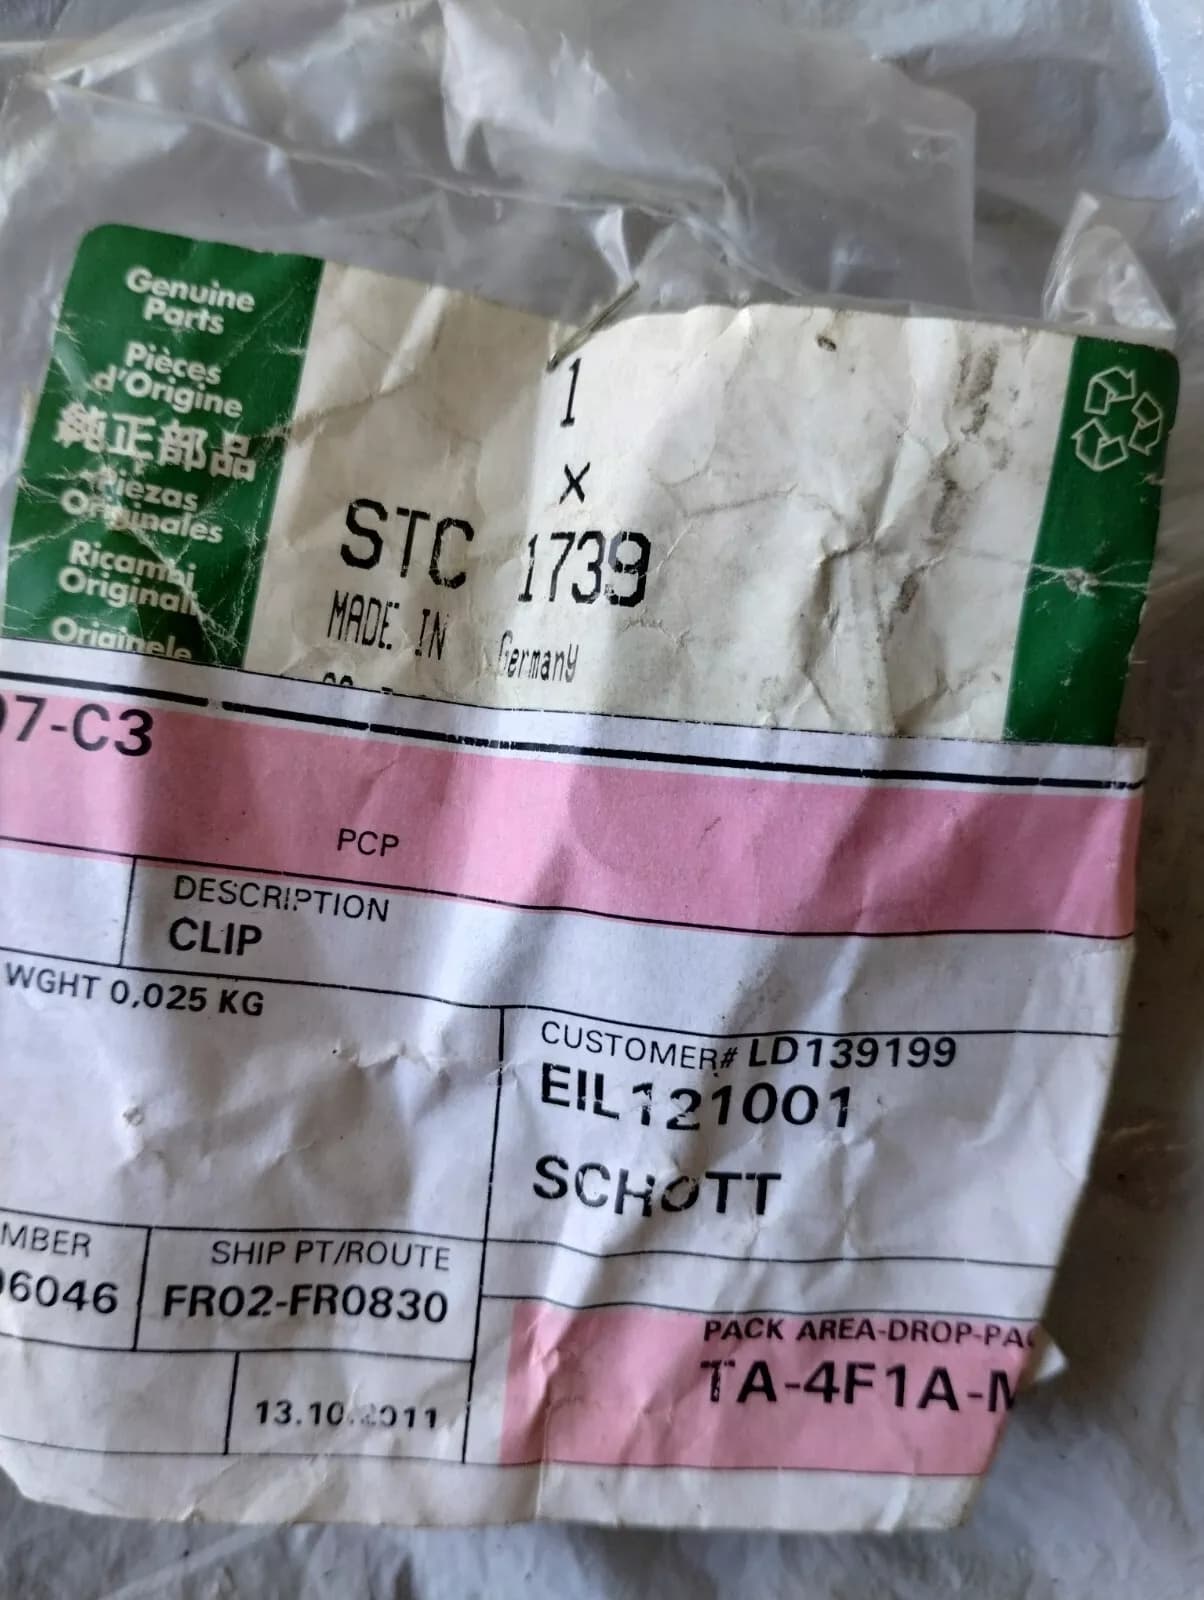 Genuine
Parts
Pièces
d'Origine
純正部品
Piezas
Originales
Ricambi
Originali
Originele
1
x
STC 1739
MADE IN Germany
07-C3
PCP
DESCRIPTION
CLIP
WGHT 0,025 KG
CUSTOMER# LD139199
EIL121001
SCHOTT
MBER
06046
SHIP PT/ROUTE
FR02-FR0830
PACK AREA-DROP-PA
TA-4F1A-M
13.10.2011